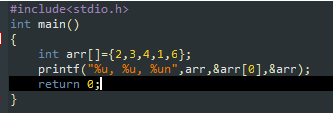 #include<stdio.h>
int main()
{
int arr[]={2,3,4,1,6};
printf("%u, %u, %un",arr,&arr[0],&arr);
return 0;
}